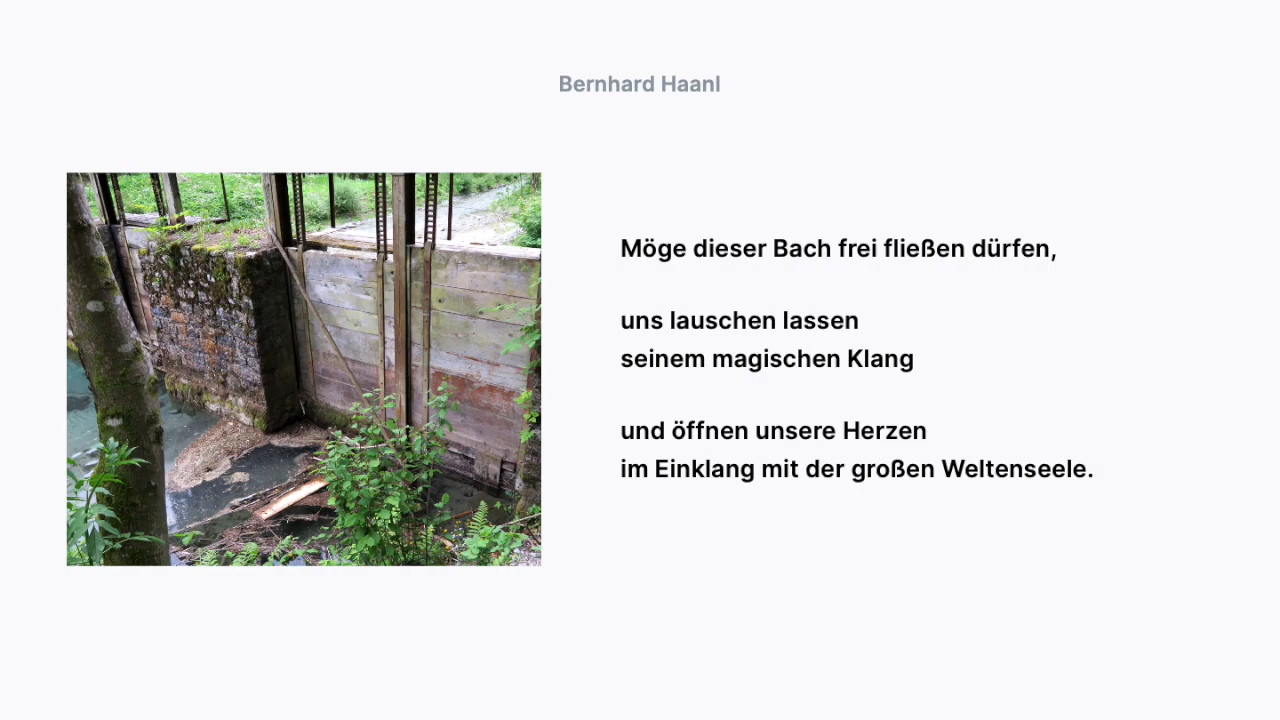 Bernhard Haanl
Möge dieser Bach frei fließen dürfen,
uns lauschen lassen
seinem magischen Klang
und öffnen unsere Herzen
im Einklang mit der großen Weltenseele.